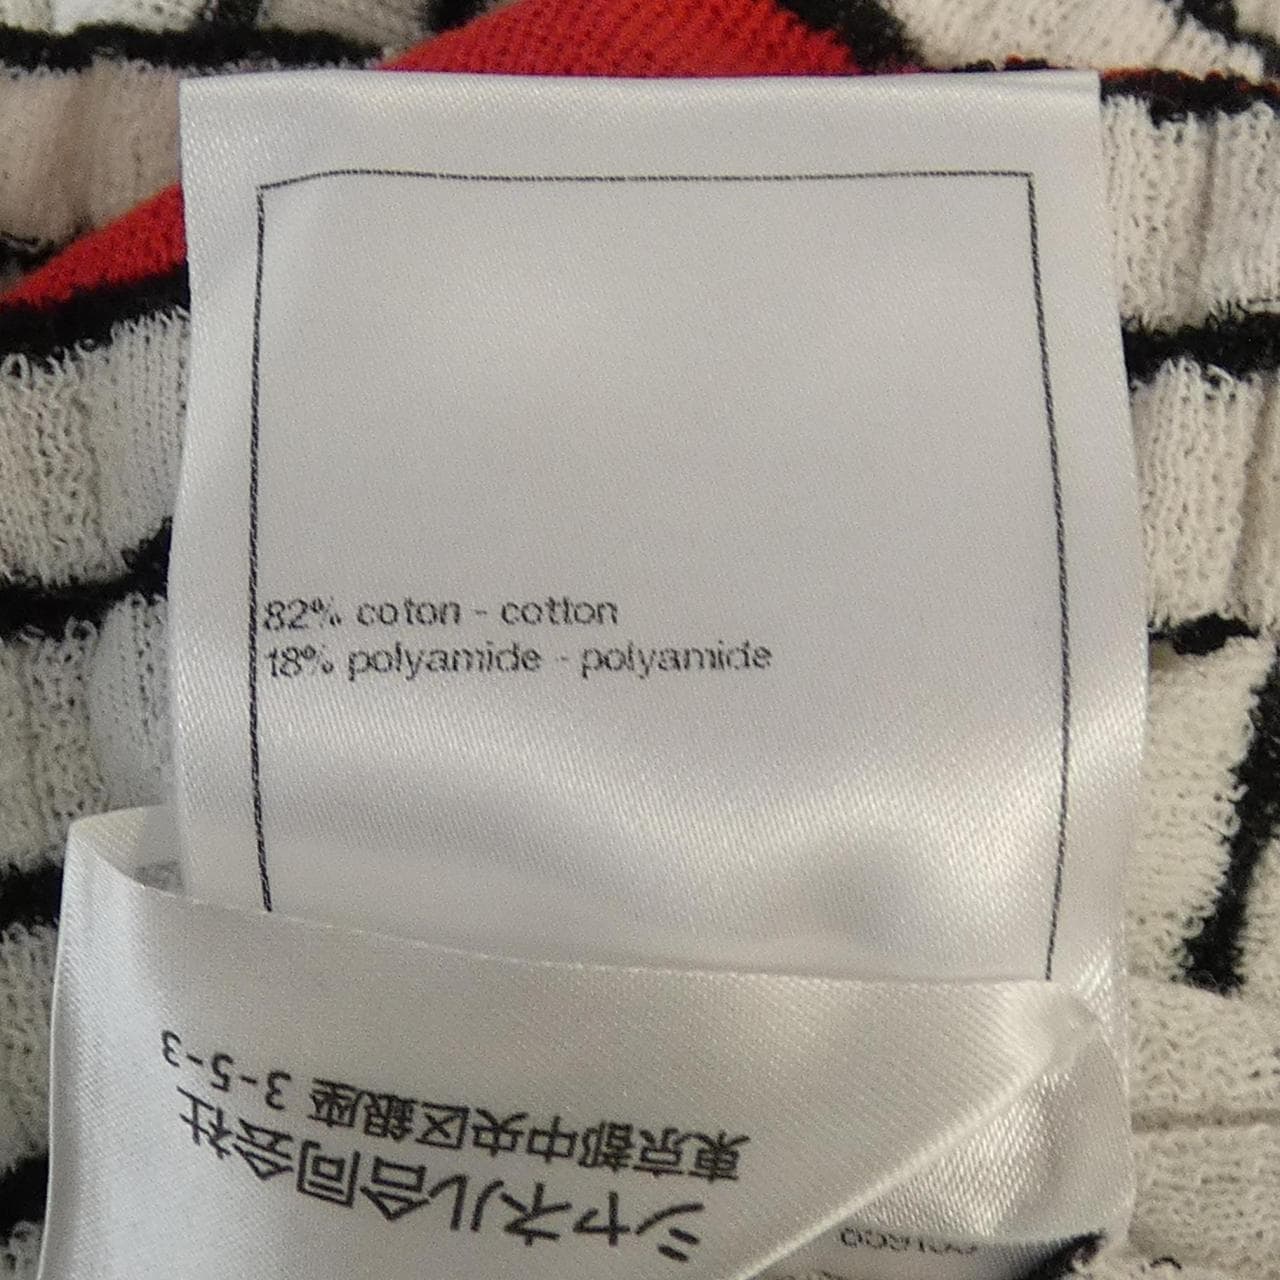 82% coton - cotton
18% polyamide - polyamide
シャネル合同会社
東京都中央区銀座 3-5-3